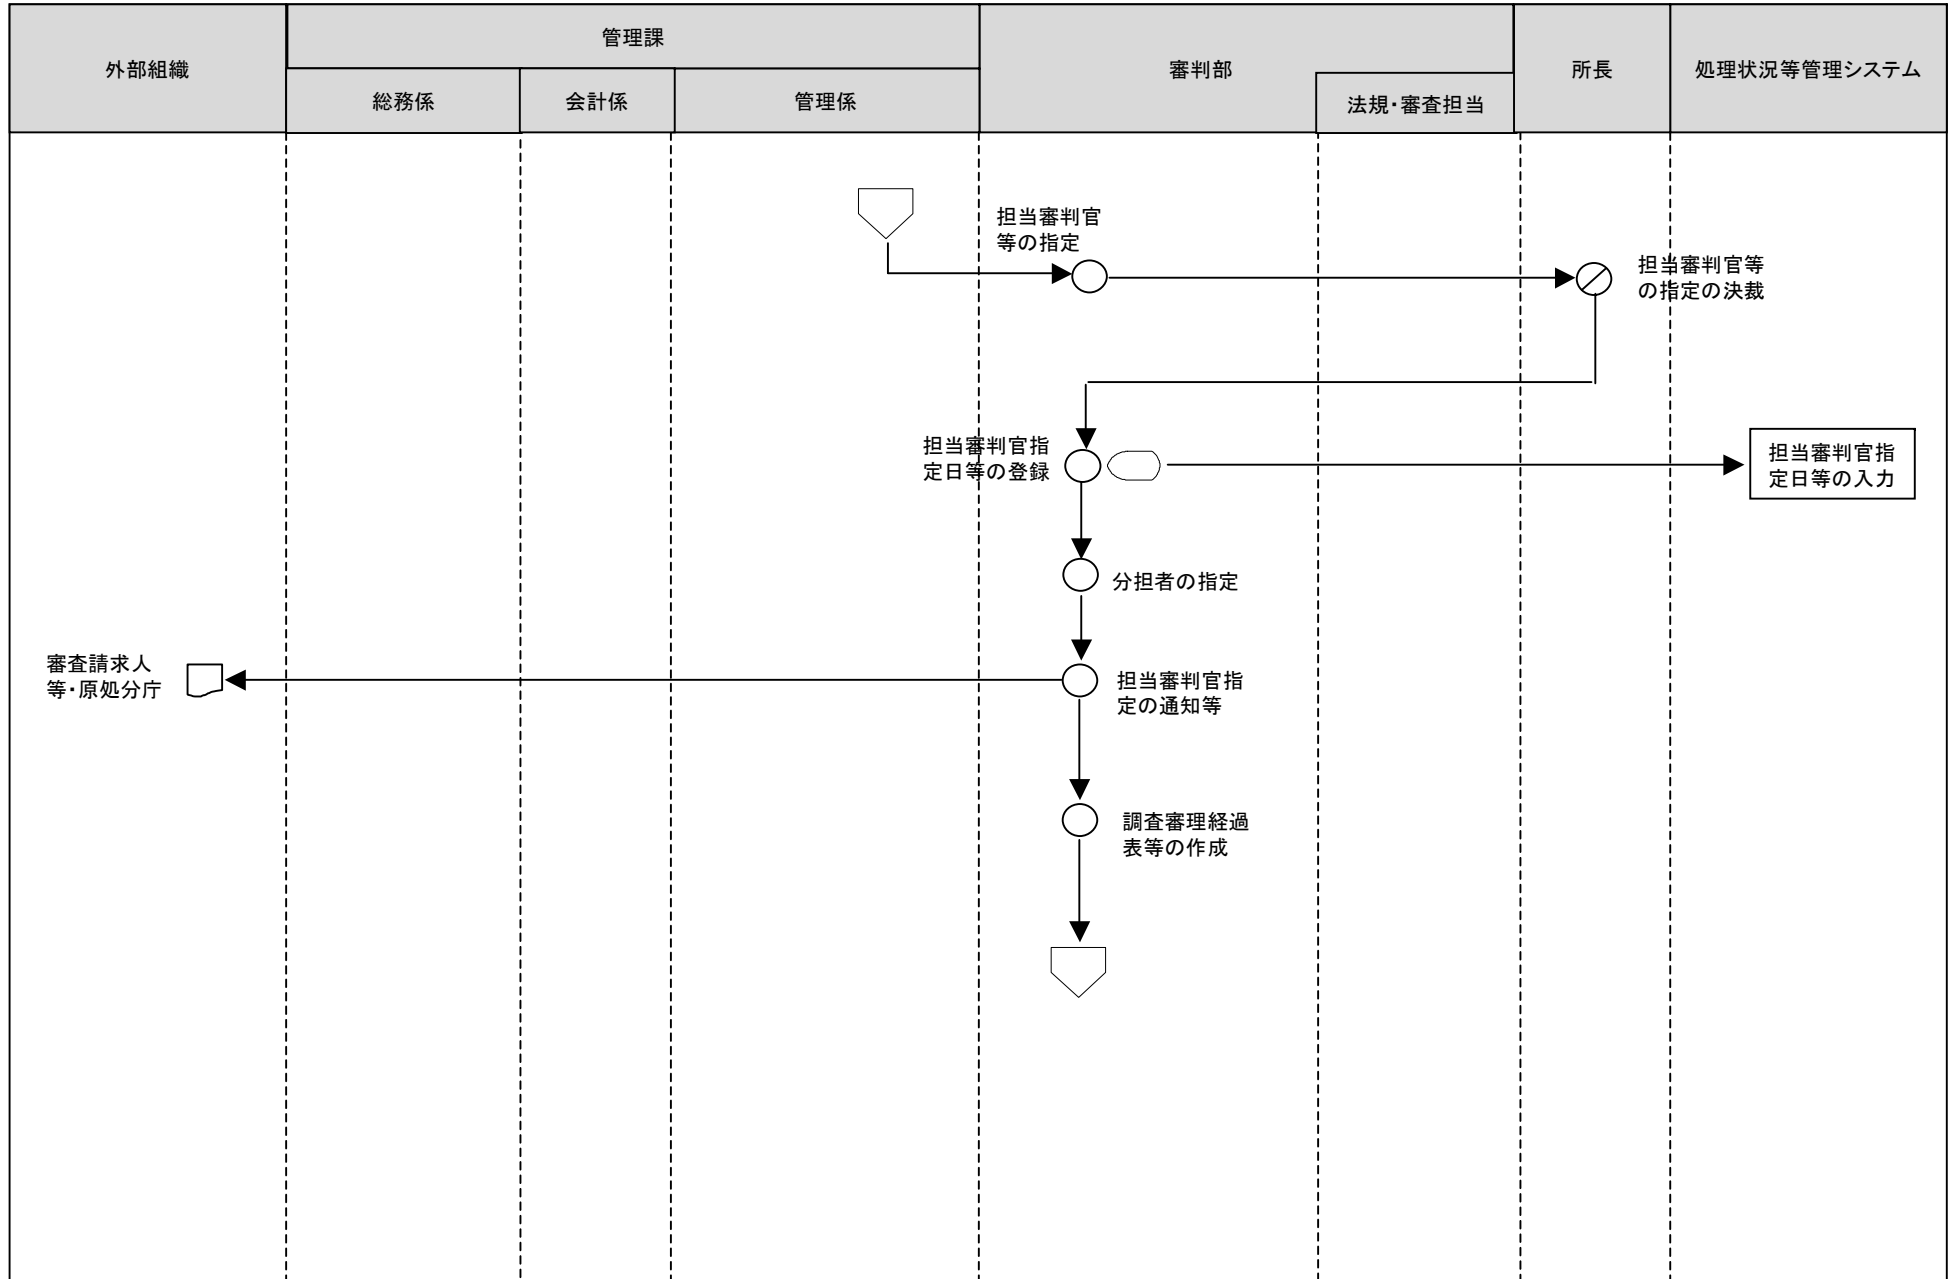 外部組織
管理課
総務係
会計係
管理係
審判部
法規・審査担当
所長
処理状況等管理システム
担当審判官
等の指定
担当審判官等
の指定の決裁
担当審判官指
定日等の登録
担当審判官指
定日等の入力
分担者の指定
審査請求人
等・原処分庁
担当審判官指
定の通知等
調査審理経過
表等の作成